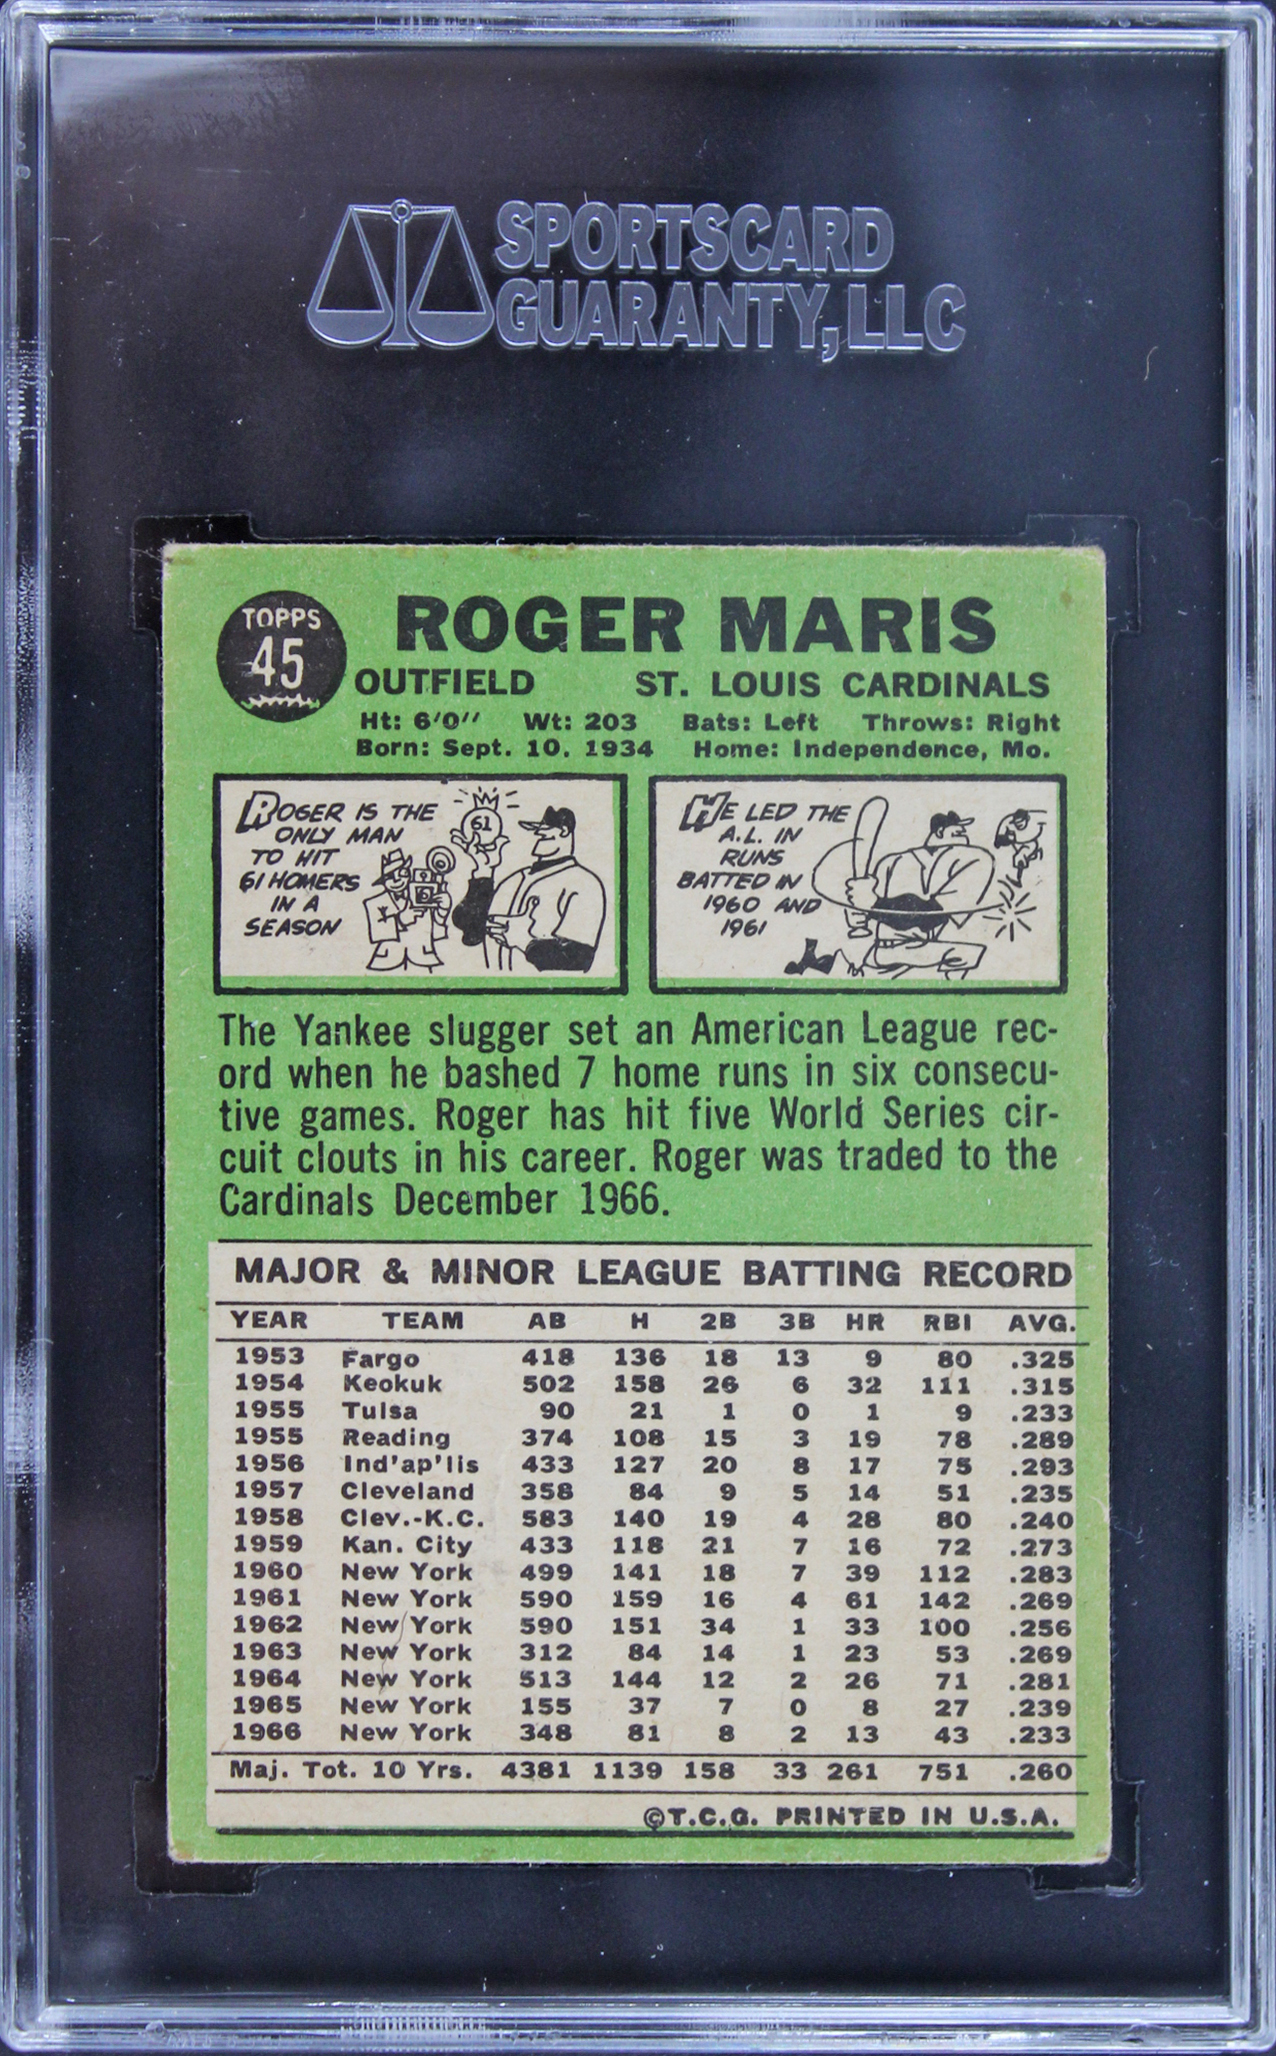 SPORTSCARD
GUARANTY, LLC
TOPPS
45
ROGER MARIS
OUTFIELD ST. LOUIS CARDINALS
Ht: 6'0'' Wt: 203 Bats: Left Throws: Right
Born: Sept. 10, 1934 Home: Independence, Mo.
ROGER IS THE
ONLY MAN
TO HIT
61 HOMERS
IN A
SEASON
61
HE LED THE
A.L. IN
RUNS
BATTED IN
1960 AND
1961
The Yankee slugger set an American League rec-
ord when he bashed 7 home runs in six consecu-
tive games. Roger has hit five World Series cir-
cuit clouts in his career. Roger was traded to the
Cardinals December 1966.
MAJOR & MINOR LEAGUE BATTING RECORD
YEAR TEAM AB H 2B 3B HR RBI AVG.
1953 Fargo 418 136 18 13 9 80 .325
1954 Keokuk 502 158 26 6 32 111 .315
1955 Tulsa 90 21 1 0 1 9 .233
1955 Reading 374 108 15 3 19 78 .289
1956 Ind'ap'lis 433 127 20 8 17 75 .293
1957 Cleveland 358 84 9 5 14 51 .235
1958 Clev.-K.C. 583 140 19 4 28 80 .240
1959 Kan. City 433 118 21 7 16 72 .273
1960 New York 499 141 18 7 39 112 .283
1961 New York 590 159 16 4 61 142 .269
1962 New York 590 151 34 1 33 100 .256
1963 New York 312 84 14 1 23 53 .269
1964 New York 513 144 12 2 26 71 .281
1965 New York 155 37 7 0 8 27 .239
1966 New York 348 81 8 2 13 43 .233
Maj. Tot. 10 Yrs. 4381 1139 158 33 261 751 .260
©T.C.G. PRINTED IN U.S.A.